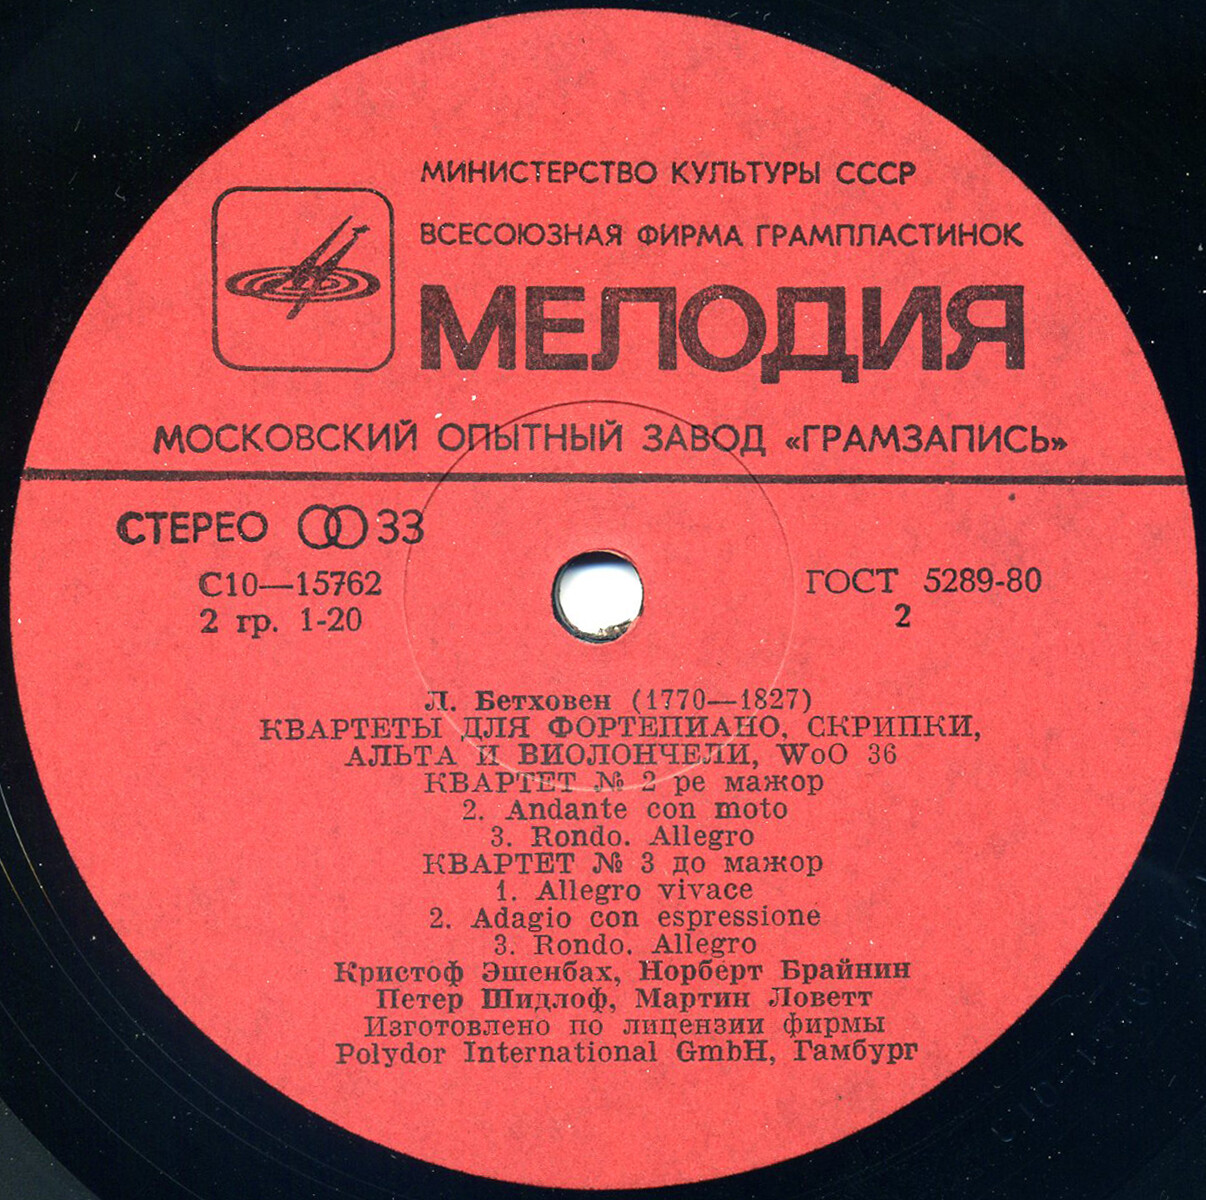 МИНИСТЕРСТВО КУЛЬТУРЫ СССР
ВСЕСОЮЗНАЯ ФИРМА ГРАМПЛАСТИНОК
МЕЛОДИЯ
МОСКОВСКИЙ ОПЫТНЫЙ ЗАВОД «ГРАМЗАПИСЬ»
СТЕРЕО 33
С10—15762
2 гр. 1-20
ГОСТ 5289-80
2
Л. Бетховен (1770—1827)
КВАРТЕТЫ ДЛЯ ФОРТЕПИАНО, СКРИПКИ,
АЛЬТА И ВИОЛОНЧЕЛИ, WoO 36
КВАРТЕТ № 2 ре мажор
2. Andante con moto
3. Rondo. Allegro
КВАРТЕТ № 3 до мажор
1. Allegro vivace
2. Adagio con espressione
3. Rondo. Allegro
Кристоф Эшенбах, Норберт Брайнин
Петер Шидлоф, Мартин Ловетт
Изготовлено по лицензии фирмы
Polydor International GmbH, Гамбург